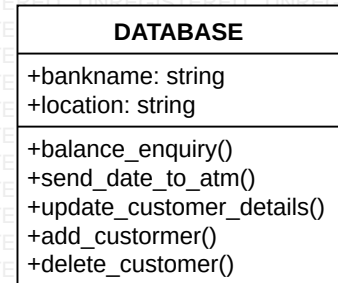 DATABASE
+bankname: string
+location: string
+balance_enquiry()
+send_date_to_atm()
+update_customer_details()
+add_custormer()
+delete_customer()